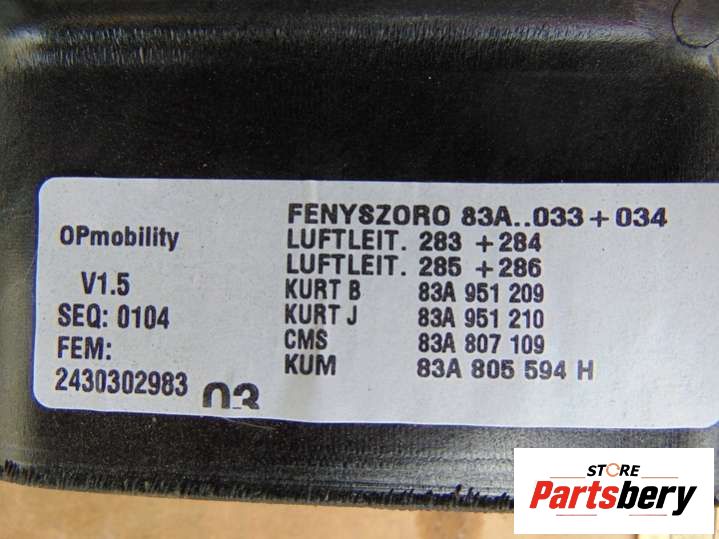 OPmobility
V1.5
SEQ: 0104
FEM:
2430302983 03
FENYSZORO 83A..033 + 034
LUFTLEIT. 283 + 284
LUFTLEIT. 285 + 286
KURT B 83A 951 209
KURT J 83A 951 210
CMS 83A 807 109
KUM 83A 805 594 H
STORE
Partsbery